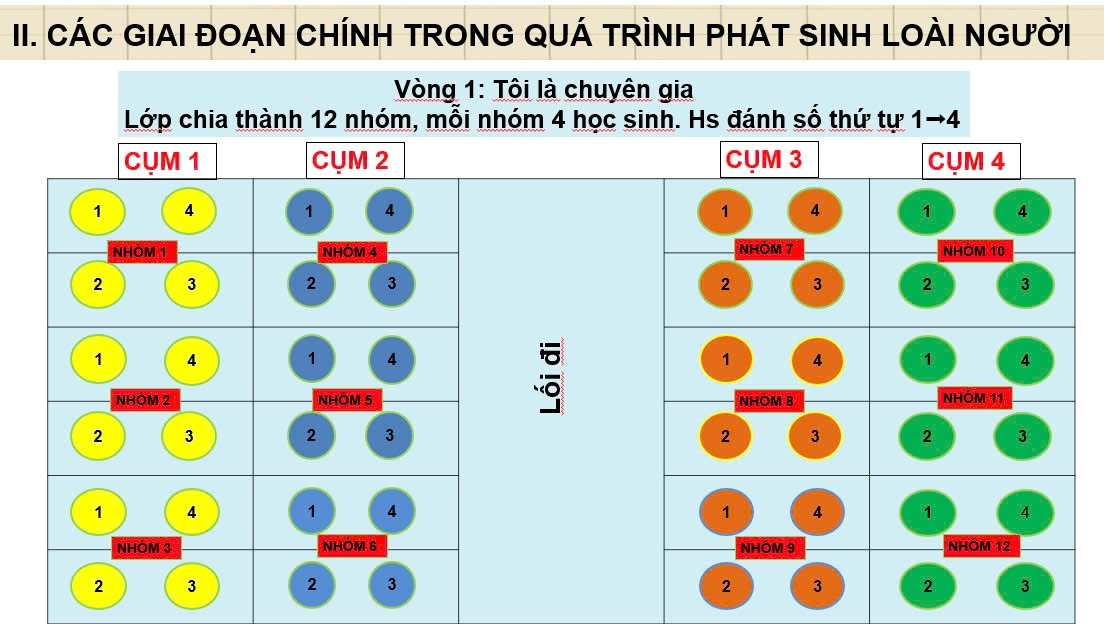 II. CÁC GIAI ĐOẠN CHÍNH TRONG QUÁ TRÌNH PHÁT SINH LOÀI NGƯỜI
Vòng 1: Tôi là chuyên gia
Lớp chia thành 12 nhóm, mỗi nhóm 4 học sinh. Hs đánh số thứ tự 1→4
CỤM 1 CỤM 2 CỤM 3 CỤM 4
1 4 1 4 1 4 1 4
NHÓM 1 NHÓM 4 NHÓM 7 NHÓM 10
2 3 2 3 2 3 2 3
1 4 1 4 1 4 1 4
NHÓM 2 NHÓM 5 NHÓM 8 NHÓM 11
2 3 2 3 2 3 2 3
Lối đi
1 4 1 4 1 4 1 4
NHÓM 3 NHÓM 6 NHÓM 9 NHÓM 12
2 3 2 3 2 3 2 3